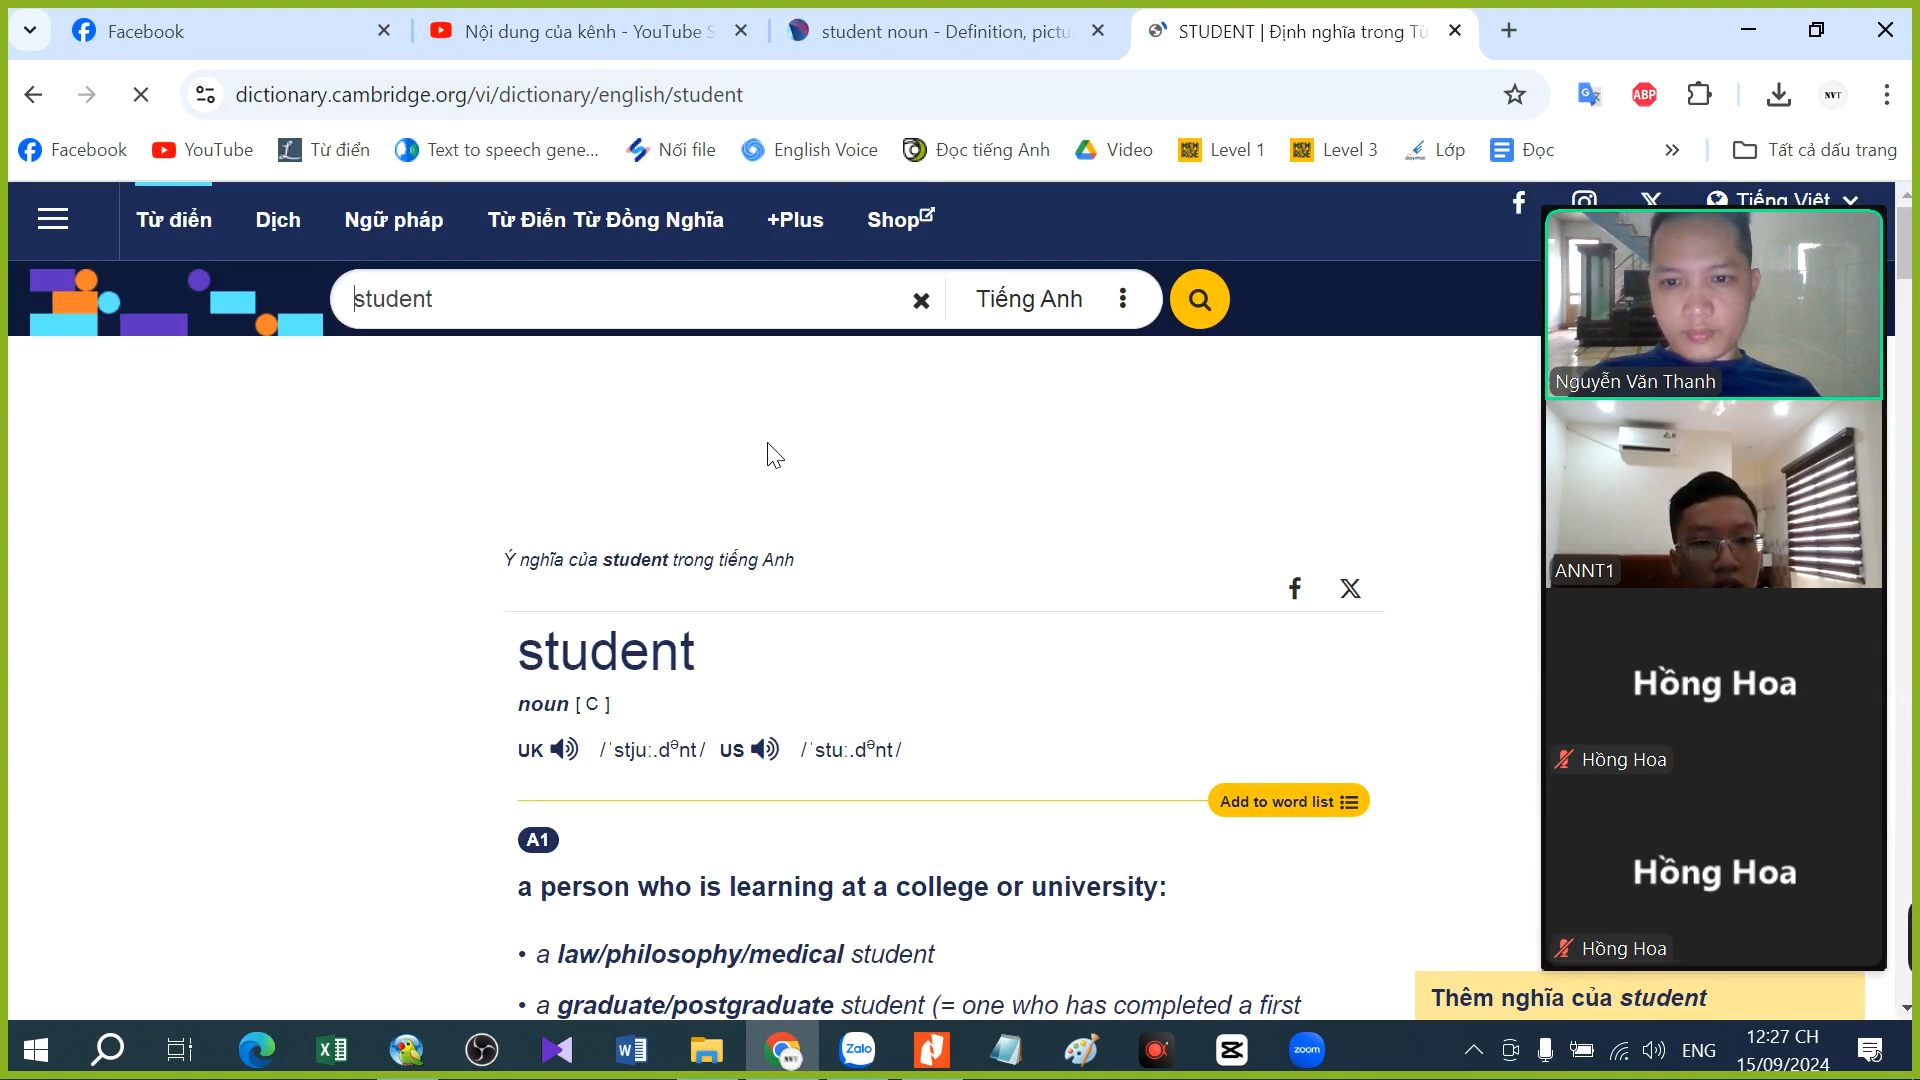 Facebook
Nội dung của kênh - YouTube S
student noun - Definition, pictu
STUDENT | Định nghĩa trong Từ
dictionary.cambridge.org/vi/dictionary/english/student
ABP
NVT
Facebook
YouTube
Từ điển
Text to speech gene...
Nối file
English Voice
Đọc tiếng Anh
Video
Level 1
Level 3
Lớp
Đọc
Tất cả dấu trang
Từ điển
Dịch
Ngữ pháp
Từ Điển Từ Đồng Nghĩa
+Plus
Shop
Tiếng Việt
student
Tiếng Anh
Nguyễn Văn Thanh
ANNT1
Hồng Hoa
Hồng Hoa
Hồng Hoa
Hồng Hoa
Ý nghĩa của student trong tiếng Anh
student
noun [ C ]
UK /ˈstjuː.dᵊnt/ US /ˈstuː.dᵊnt/
Add to word list
A1
a person who is learning at a college or university:
• a law/philosophy/medical student
• a graduate/postgraduate student (= one who has completed a first
Thêm nghĩa của student
Zalo
zoom
ENG
12:27 CH
15/09/2024